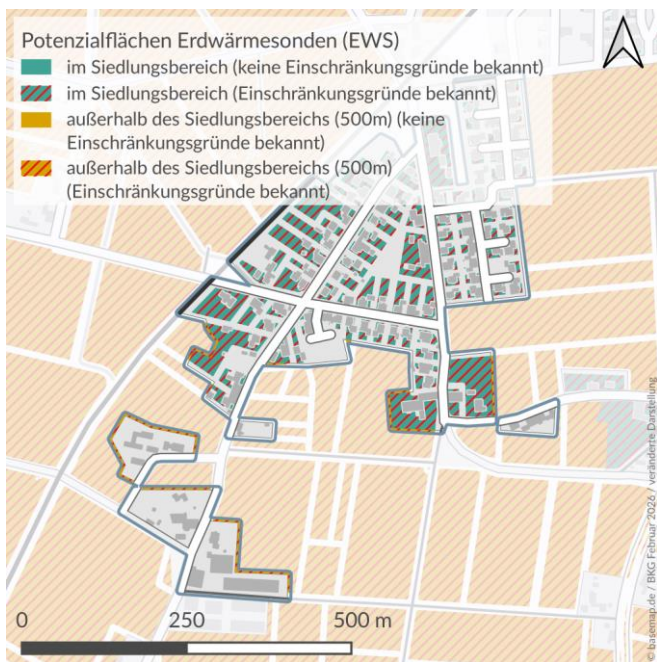 Potenzialflächen Erdwärmesonden (EWS)
im Siedlungsbereich (keine Einschränkungsgründe bekannt)
im Siedlungsbereich (Einschränkungsgründe bekannt)
außerhalb des Siedlungsbereichs (500m) (keine
Einschränkungsgründe bekannt)
außerhalb des Siedlungsbereichs (500m)
(Einschränkungsgründe bekannt)
© basemap.de / BKG Februar 2026 / veränderte Darstellung
0 250 500 m